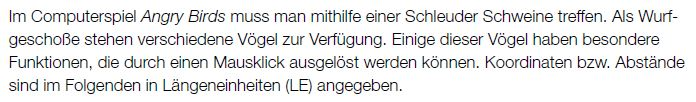 Im Computerspiel Angry Birds muss man mithilfe einer Schleuder Schweine treffen. Als Wurf-
geschoße stehen verschiedene Vögel zur Verfügung. Einige dieser Vögel haben besondere
Funktionen, die durch einen Mausklick ausgelöst werden können. Koordinaten bzw. Abstände
sind im Folgenden in Längeneinheiten (LE) angegeben.